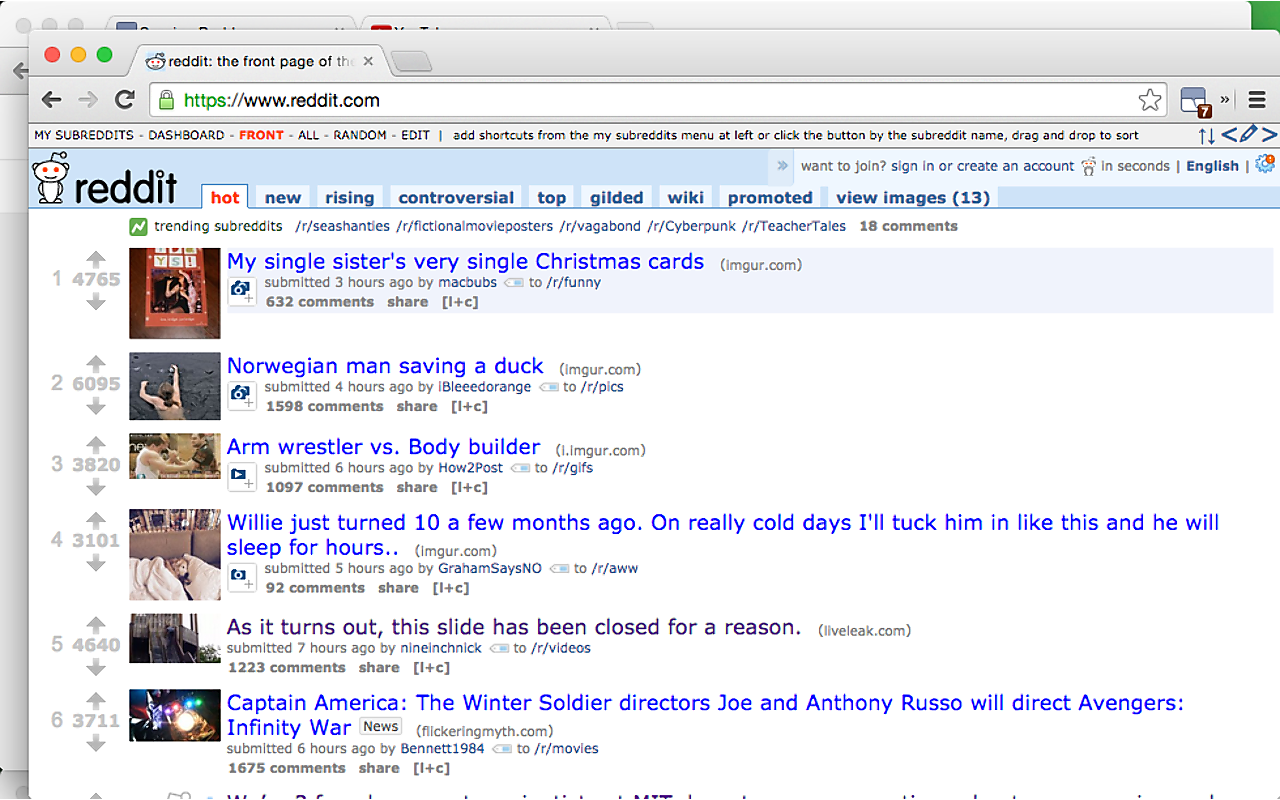 reddit: the front page of the
https://www.reddit.com
7 »
MY SUBREDDITS - DASHBOARD - FRONT - ALL - RANDOM - EDIT | add shortcuts from the my subreddits menu at left or click the button by the subreddit name, drag and drop to sort
» want to join? sign in or create an account in seconds | English |
reddit hot new rising controversial top gilded wiki promoted view images (13)
trending subreddits /r/seashanties /r/fictionalmovieposters /r/vagabond /r/Cyberpunk /r/TeacherTales 18 comments
1 4765 My single sister's very single Christmas cards (imgur.com)
submitted 3 hours ago by macbubs to /r/funny
632 comments share [l+c]
2 6095 Norwegian man saving a duck (imgur.com)
submitted 4 hours ago by iBleeedorange to /r/pics
1598 comments share [l+c]
3 3820 Arm wrestler vs. Body builder (i.imgur.com)
submitted 6 hours ago by How2Post to /r/gifs
1097 comments share [l+c]
4 3101 Willie just turned 10 a few months ago. On really cold days I'll tuck him in like this and he will
sleep for hours.. (imgur.com)
submitted 5 hours ago by GrahamSaysNO to /r/aww
92 comments share [l+c]
5 4640 As it turns out, this slide has been closed for a reason. (liveleak.com)
submitted 7 hours ago by nineinchnick to /r/videos
1223 comments share [l+c]
6 3711 Captain America: The Winter Soldier directors Joe and Anthony Russo will direct Avengers:
Infinity War News (flickeringmyth.com)
submitted 6 hours ago by Bennett1984 to /r/movies
1675 comments share [l+c]